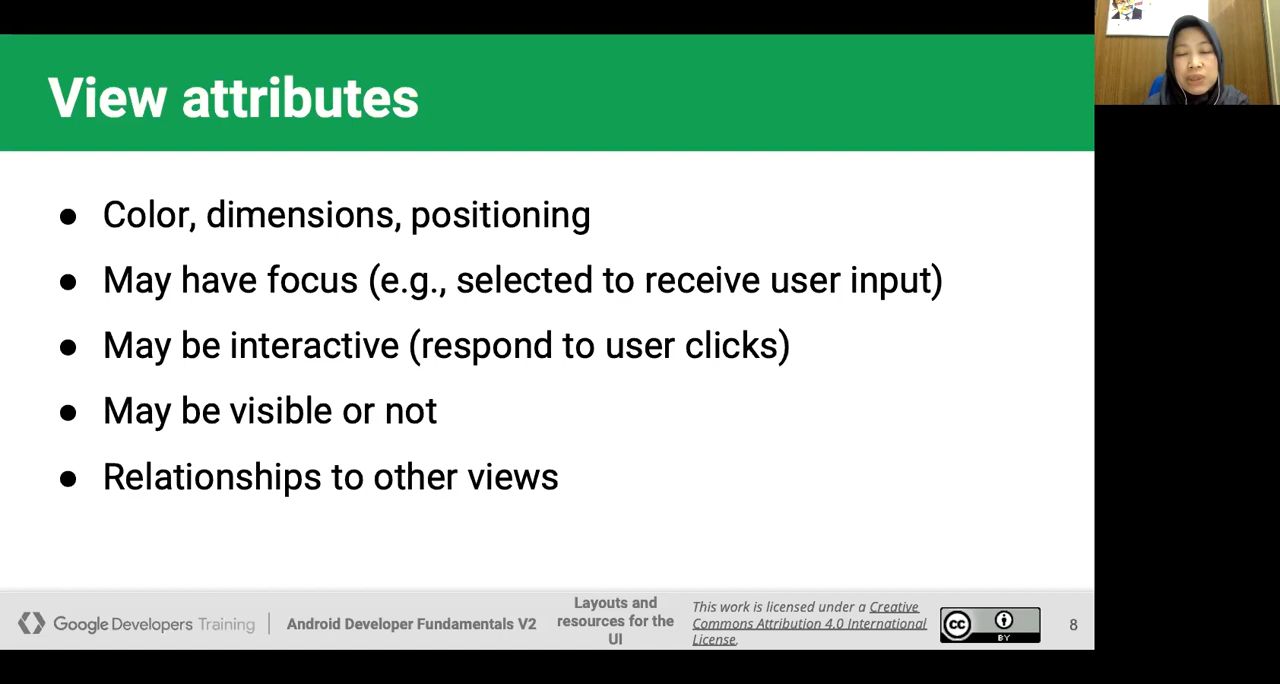 View attributes
● Color, dimensions, positioning
● May have focus (e.g., selected to receive user input)
● May be interactive (respond to user clicks)
● May be visible or not
● Relationships to other views
Google Developers Training
Android Developer Fundamentals V2
Layouts and
resources for the
UI
This work is licensed under a Creative
Commons Attribution 4.0 International
License.
cc
BY
8